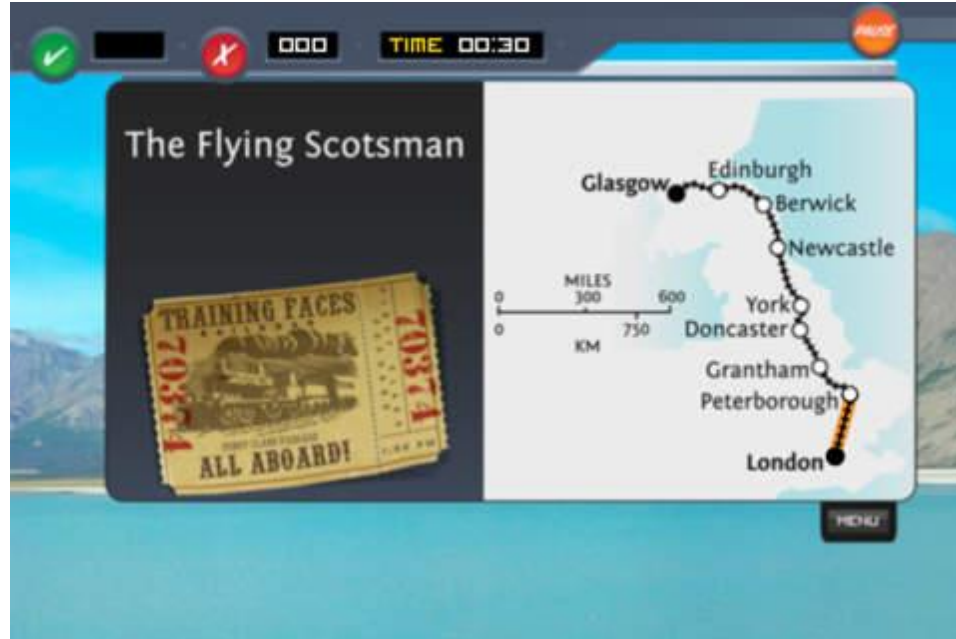 ✓
✗ 000 TIME 00:30
PAUSE
The Flying Scotsman
TRAINING FACES
70374
70374
ALL ABOARD!
Glasgow
Edinburgh
Berwick
Newcastle
York
Doncaster
Grantham
Peterborough
London
MILES
0 300 600
0 750
KM
MENU